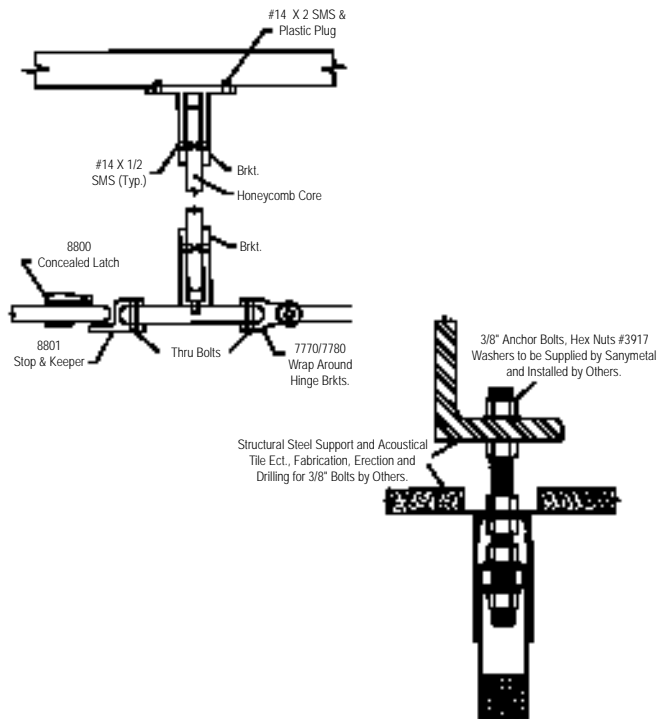 #14 X 2 SMS &
Plastic Plug
#14 X 1/2
SMS (Typ.)
Brkt.
Honeycomb Core
Brkt.
8800
Concealed Latch
8801
Stop & Keeper
Thru Bolts
7770/7780
Wrap Around
Hinge Brkts.
3/8" Anchor Bolts, Hex Nuts #3917
Washers to be Supplied by Sanymetal
and Installed by Others.
Structural Steel Support and Acoustical
Tile Ect., Fabrication, Erection and
Drilling for 3/8" Bolts by Others.